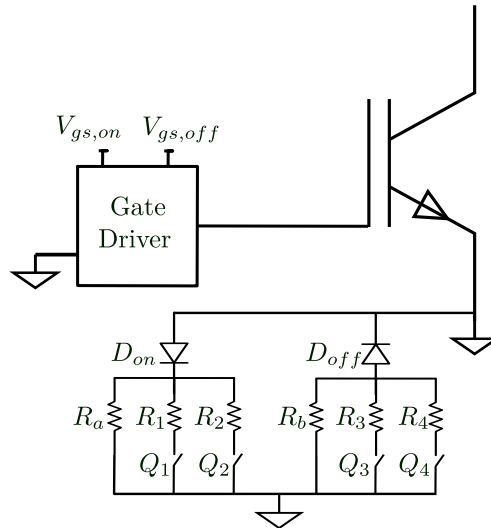 V_{gs,on} V_{gs,off}
Gate
Driver
D_{on} D_{off}
R_a R_1 R_2 R_b R_3 R_4
Q_1 Q_2 Q_3 Q_4